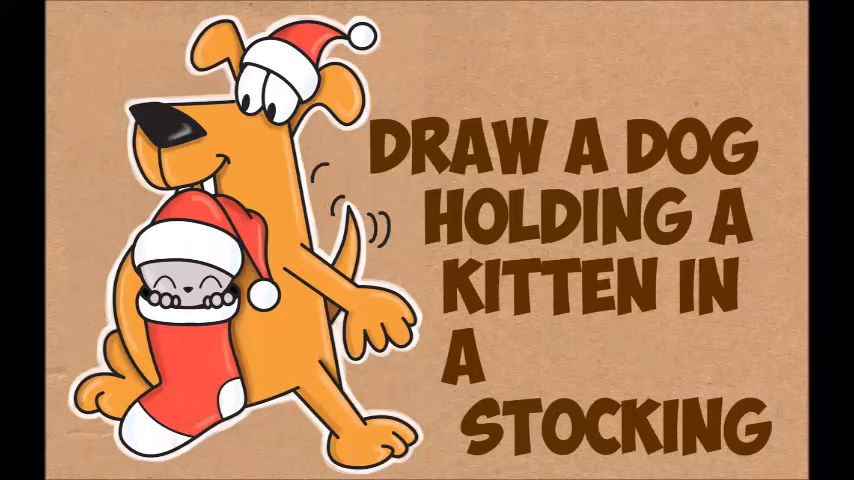 DRAW A DOG
HOLDING A
KITTEN IN
A
STOCKING